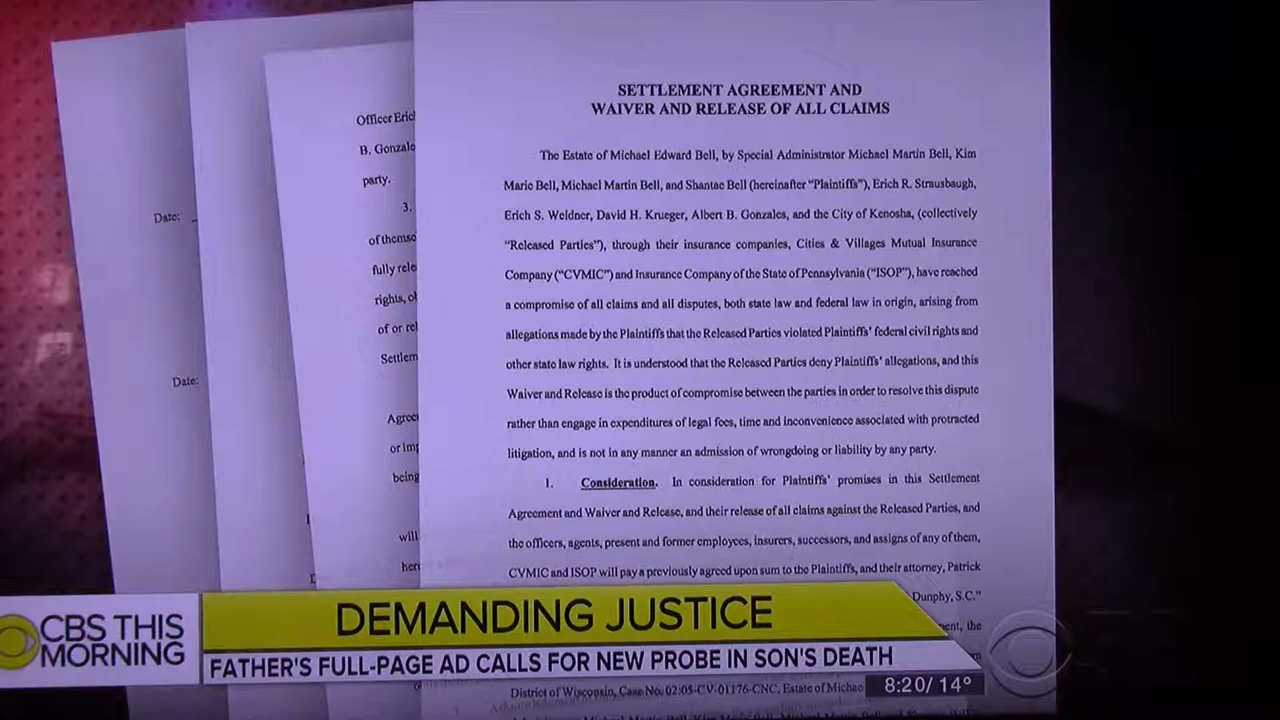 SETTLEMENT AGREEMENT AND
WAIVER AND RELEASE OF ALL CLAIMS
The Estate of Michael Edward Bell, by Special Administrator Michael Martin Bell, Kim
Marie Bell, Michael Martin Bell, and Shantae Bell (hereinafter “Plaintiffs”), Erich R. Strausbaugh,
Erich S. Weidner, David H. Krueger, Albert B. Gonzales, and the City of Kenosha, (collectively
“Released Parties”), through their insurance companies, Cities & Villages Mutual Insurance
Company (“CVMIC”) and Insurance Company of the State of Pennsylvania (“ISOP”), have reached
a compromise of all claims and all disputes, both state law and federal law in origin, arising from
allegations made by the Plaintiffs that the Released Parties violated Plaintiffs’ federal civil rights and
other state law rights. It is understood that the Released Parties deny Plaintiffs’ allegations, and this
Waiver and Release is the product of compromise between the parties in order to resolve this dispute
rather than engage in expenditures of legal fees, time and inconvenience associated with protracted
litigation, and is not in any manner an admission of wrongdoing or liability by any party.
1. Consideration. In consideration for Plaintiffs’ promises in this Settlement
Agreement and Waiver and Release, and their release of all claims against the Released Parties, and
the officers, agents, present and former employees, insurers, successors, and assigns of any of them,
CVMIC and ISOP will pay a previously agreed upon sum to the Plaintiffs, and their attorney, Patrick
Dunphy, S.C.”
ent, the
District of Wisconsin, Case No. 02:05-CV-01176-CNC, Estate of Michae
Officer Erich
B. Gonzale
party.
3.
of themse
fully rele
rights, ol
of or rel
Settlem
Agreer
or imp
being
will
here
Date:
Date:
CBS THIS
MORNING
DEMANDING JUSTICE
FATHER'S FULL-PAGE AD CALLS FOR NEW PROBE IN SON'S DEATH
8:20/ 14°